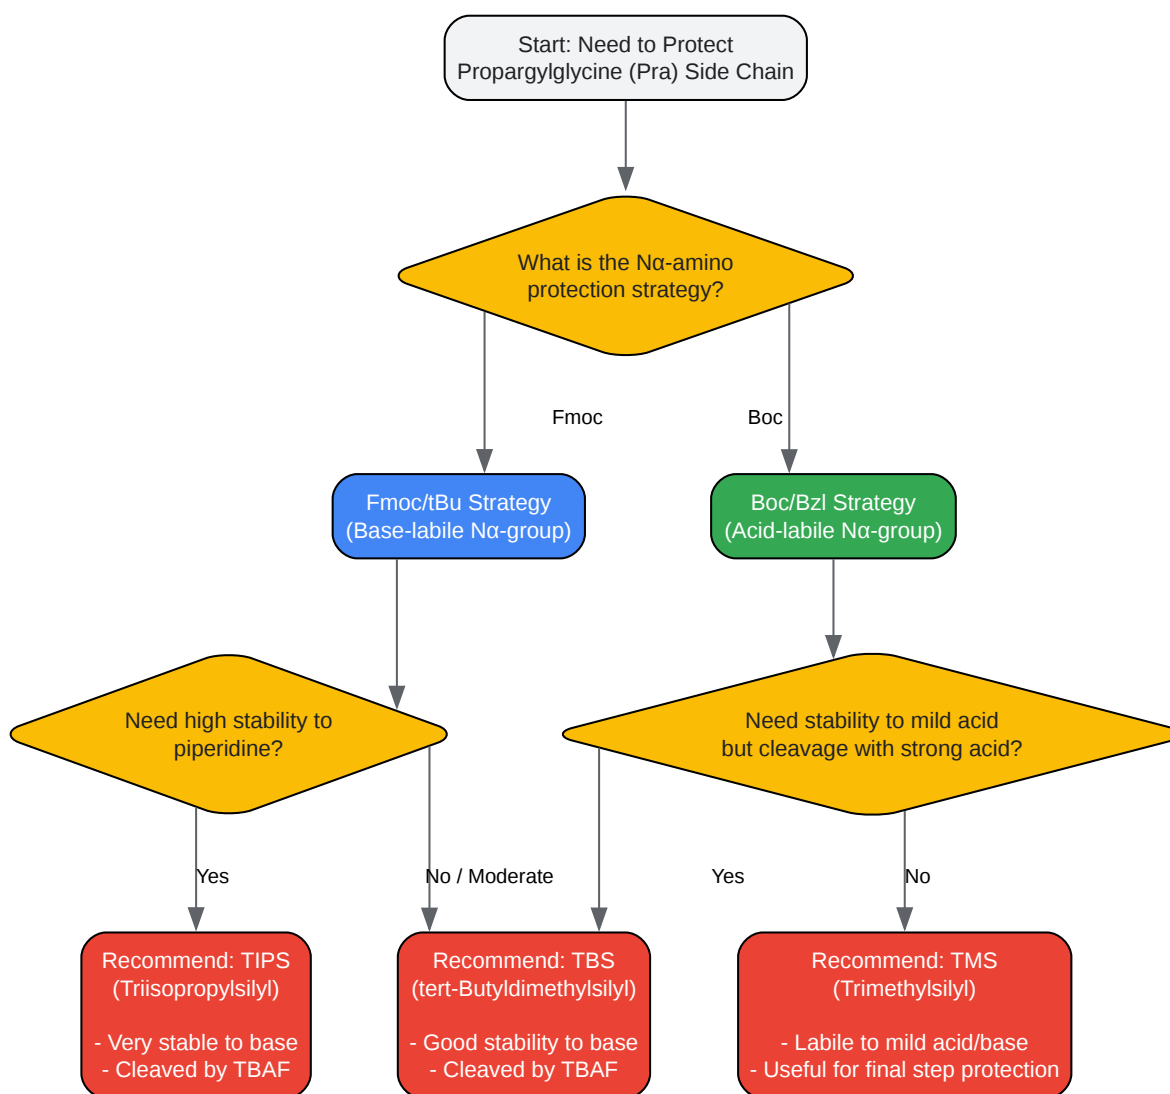 Start: Need to Protect
Propargylglycine (Pra) Side Chain
What is the Nα-amino
protection strategy?
Fmoc
Boc
Fmoc/tBu Strategy
(Base-labile Nα-group)
Boc/Bzl Strategy
(Acid-labile Nα-group)
Need high stability to
piperidine?
Need stability to mild acid
but cleavage with strong acid?
Yes
No / Moderate
Yes
No
Recommend: TIPS
(Triisopropylsilyl)
- Very stable to base
- Cleaved by TBAF
Recommend: TBS
(tert-Butyldimethylsilyl)
- Good stability to base
- Cleaved by TBAF
Recommend: TMS
(Trimethylsilyl)
- Labile to mild acid/base
- Useful for final step protection